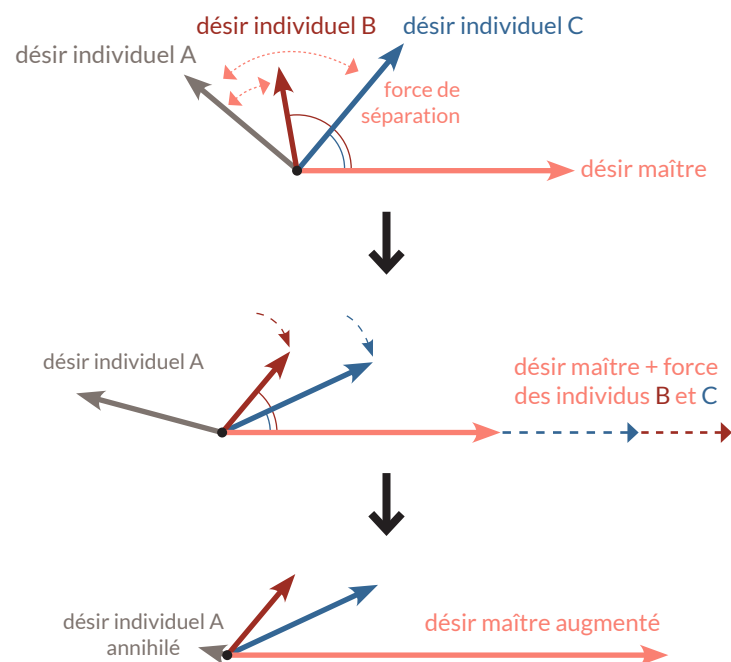 désir individuel B
désir individuel C
désir individuel A
force de
séparation
désir maître
désir individuel A
désir maître + force
des individus B et C
désir individuel A
annihilé
désir maître augmenté